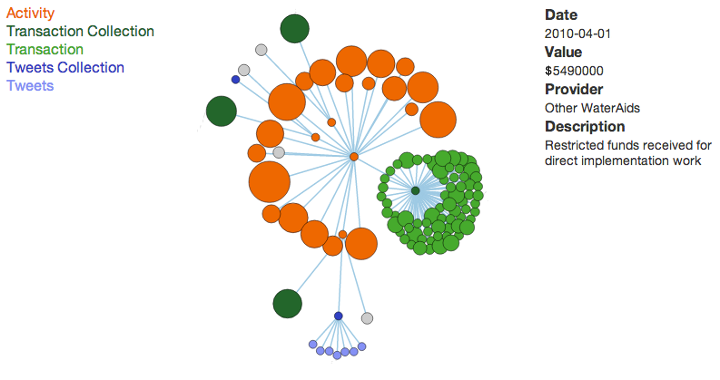 Activity
Transaction Collection
Transaction
Tweets Collection
Tweets
Date
2010-04-01
Value
$5490000
Provider
Other WaterAids
Description
Restricted funds received for
direct implementation work